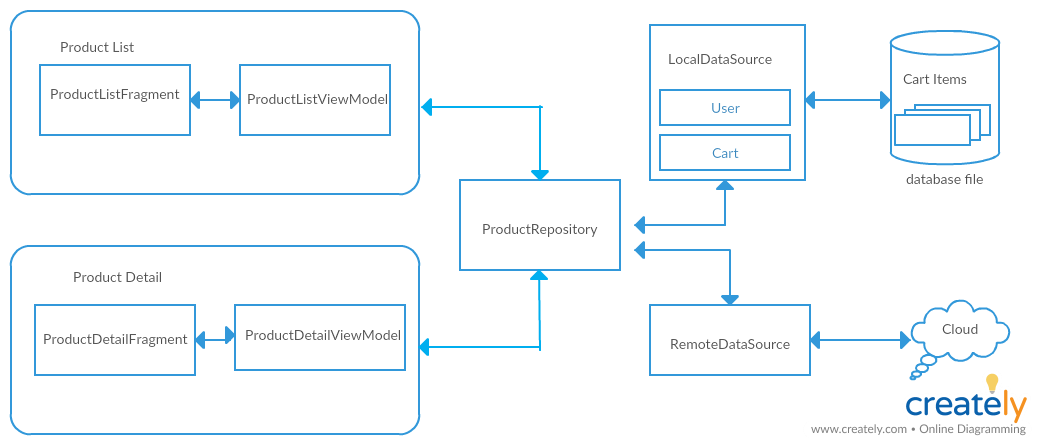 Product List
ProductListFragment
ProductListViewModel
LocalDataSource
User
Cart
Cart Items
database file
ProductRepository
Product Detail
ProductDetailFragment
ProductDetailViewModel
RemoteDataSource
Cloud
creately
www.creately.com • Online Diagramming